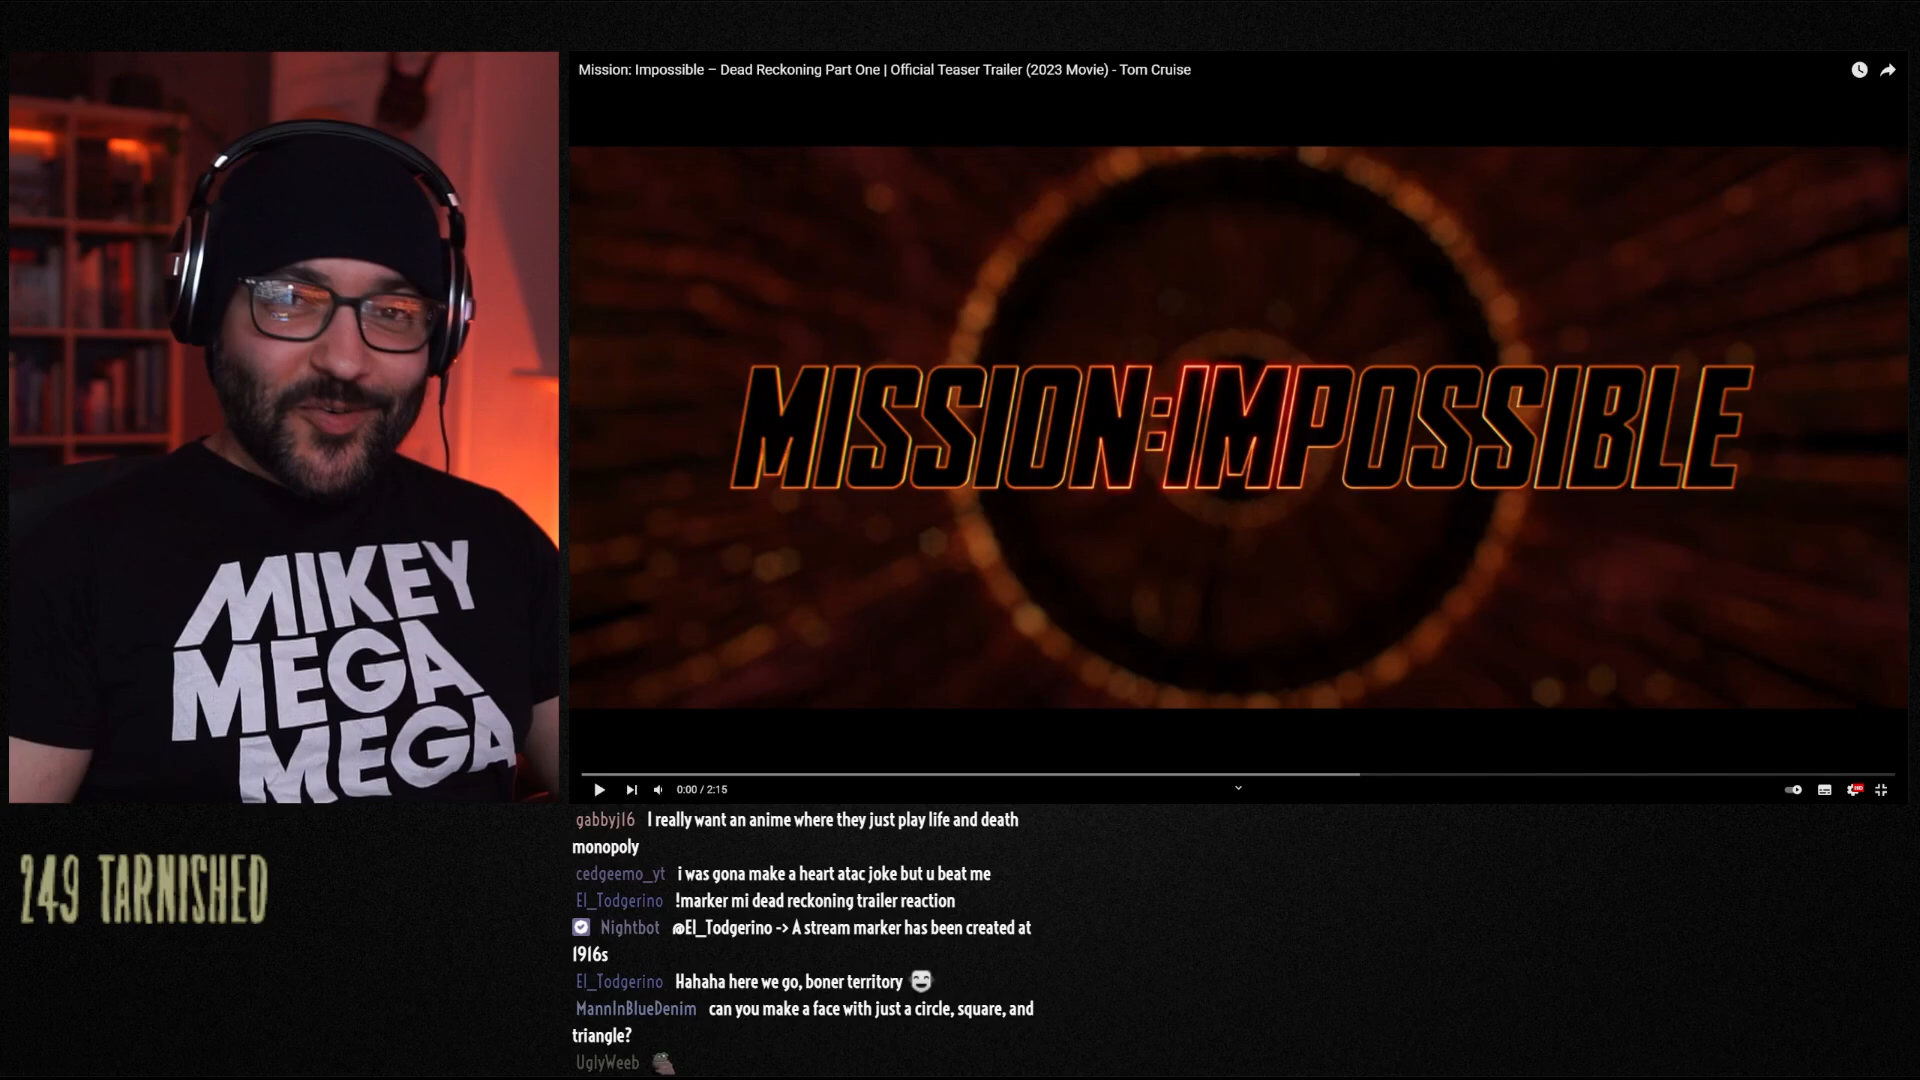 Mission: Impossible – Dead Reckoning Part One | Official Teaser Trailer (2023 Movie) - Tom Cruise
MISSION:IMPOSSIBLE
MIKEY
MEGA
MEGA
0:00 / 2:15
HD
249 TARNISHED
gabbyj16 I really want an anime where they just play life and death
monopoly
cedgeemo_yt i was gona make a heart atac joke but u beat me
El_Todgerino !marker mi dead reckoning trailer reaction
Nightbot @El_Todgerino -> A stream marker has been created at
1916s
El_Todgerino Hahaha here we go, boner territory
MannInBlueDenim can you make a face with just a circle, square, and
triangle?
UglyWeeb